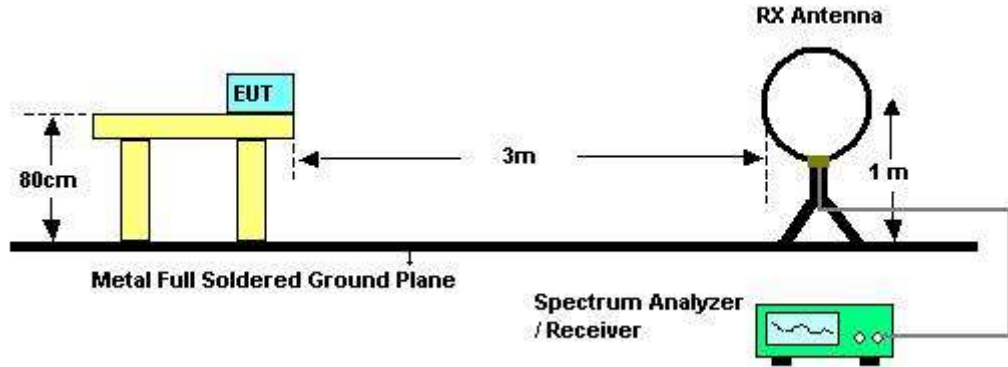 RX Antenna
EUT
3m
80cm
1 m
Metal Full Soldered Ground Plane
Spectrum Analyzer
/ Receiver